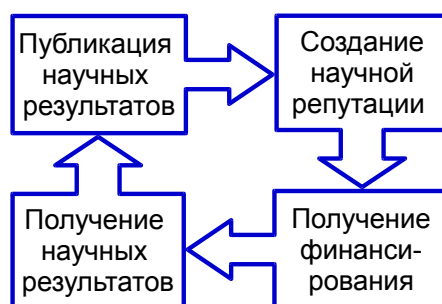 Публикация
научных
результатов
Создание
научной
репутации
Получение
научных
результатов
Получение
финанси-
рования